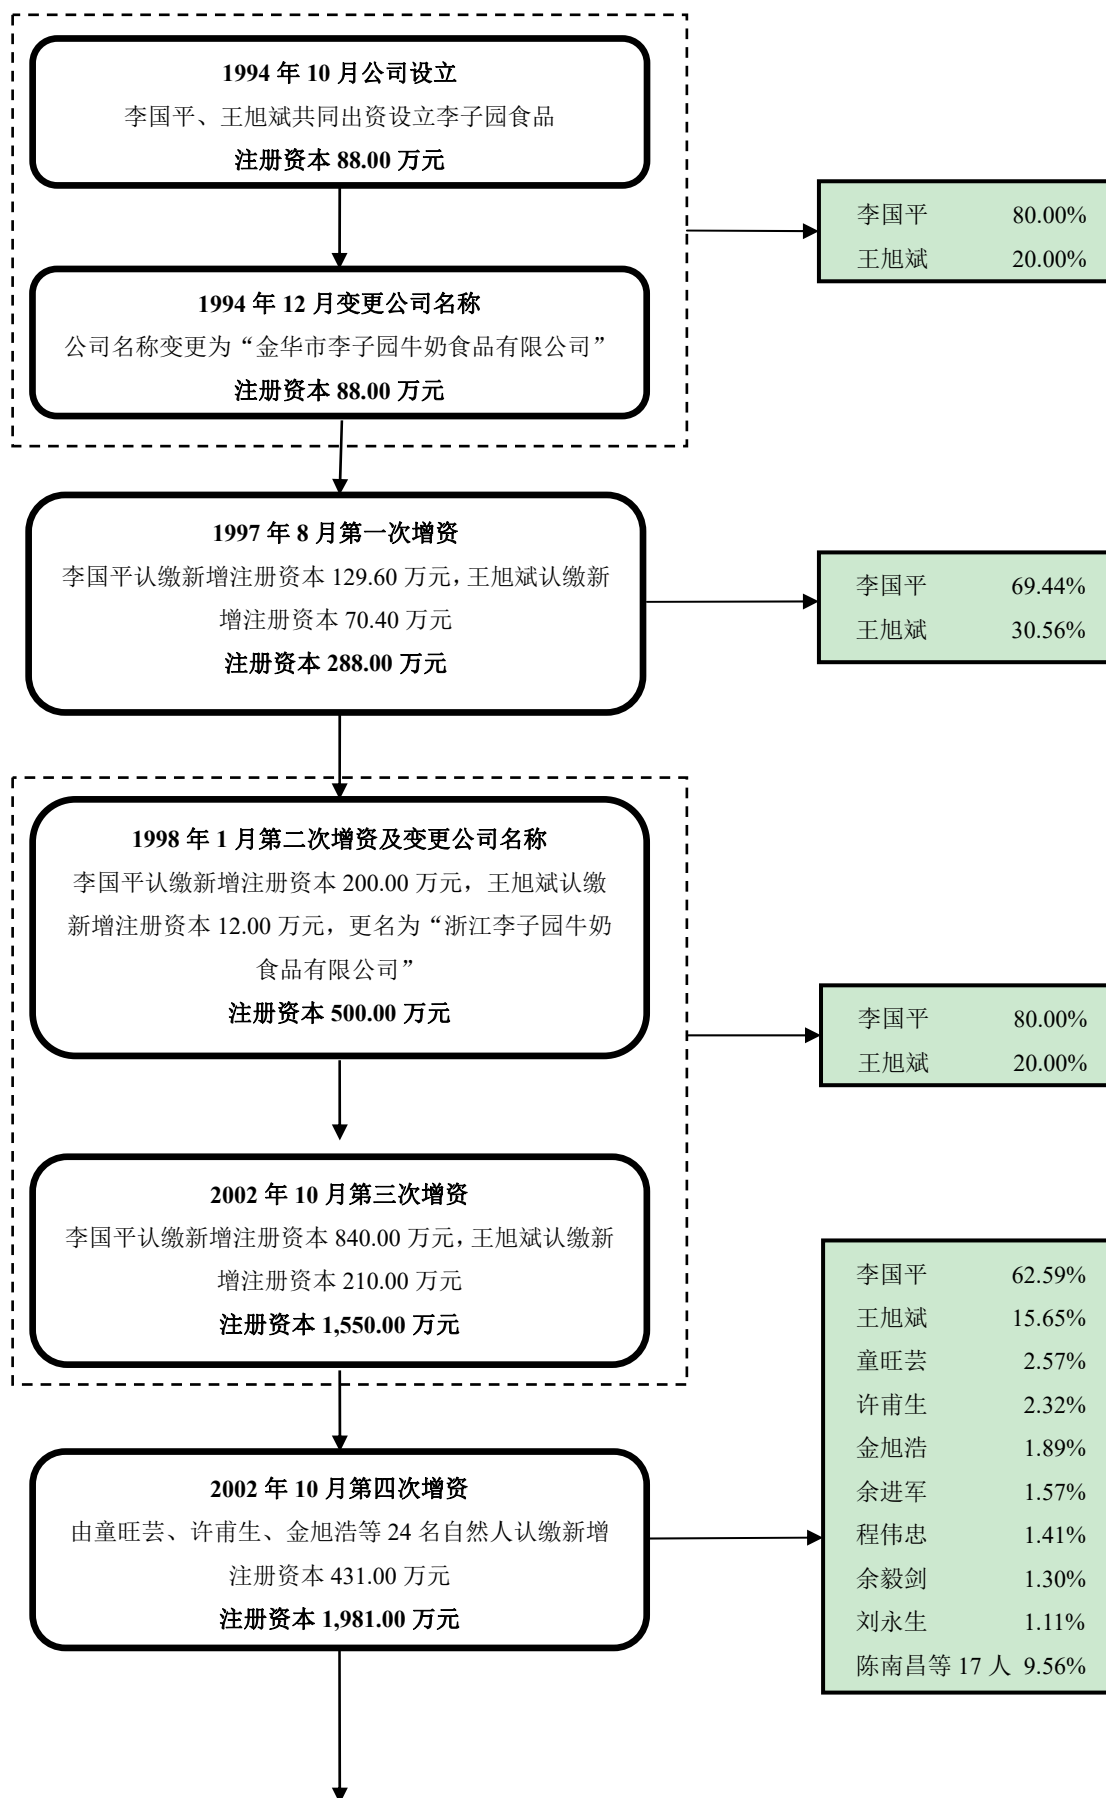 1994 年 10 月公司设立
李国平、王旭斌共同出资设立李子园食品
注册资本 88.00 万元
李国平 80.00%
王旭斌 20.00%
1994 年 12 月变更公司名称
公司名称变更为“金华市李子园牛奶食品有限公司”
注册资本 88.00 万元
1997 年 8 月第一次增资
李国平认缴新增注册资本 129.60 万元，王旭斌认缴新
增注册资本 70.40 万元
注册资本 288.00 万元
李国平 69.44%
王旭斌 30.56%
1998 年 1 月第二次增资及变更公司名称
李国平认缴新增注册资本 200.00 万元，王旭斌认缴
新增注册资本 12.00 万元，更名为“浙江李子园牛奶
食品有限公司”
注册资本 500.00 万元
李国平 80.00%
王旭斌 20.00%
2002 年 10 月第三次增资
李国平认缴新增注册资本 840.00 万元，王旭斌认缴新
增注册资本 210.00 万元
注册资本 1,550.00 万元
2002 年 10 月第四次增资
由童旺芸、许甫生、金旭浩等 24 名自然人认缴新增
注册资本 431.00 万元
注册资本 1,981.00 万元
李国平 62.59%
王旭斌 15.65%
童旺芸 2.57%
许甫生 2.32%
金旭浩 1.89%
余进军 1.57%
程伟忠 1.41%
余毅剑 1.30%
刘永生 1.11%
陈南昌等 17 人 9.56%